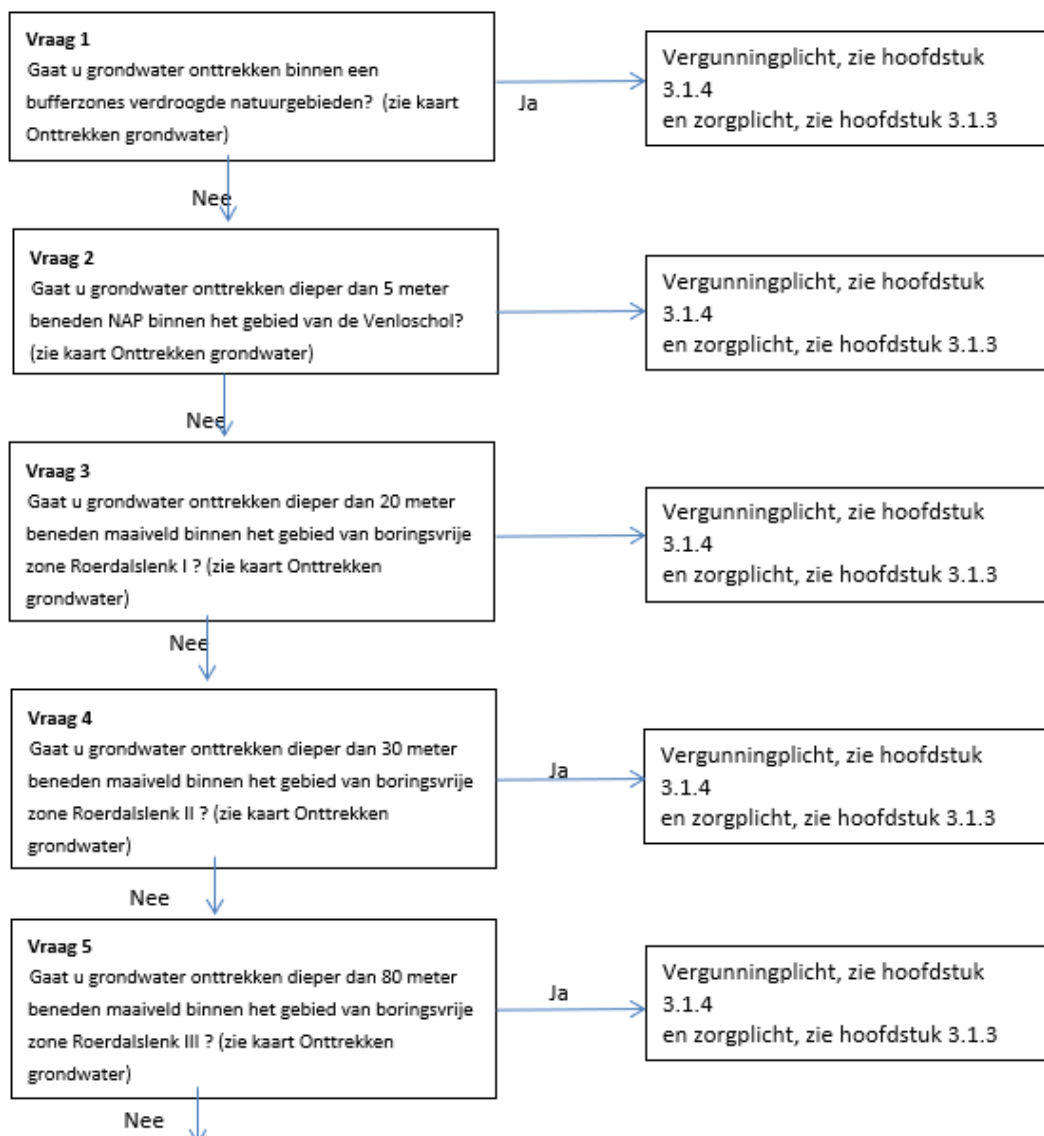 Vraag 1
Gaat u grondwater onttrekken binnen een
bufferzones verdroogde natuurgebieden? (zie kaart
Onttrekken grondwater)
Ja
Vergunningplicht, zie hoofdstuk
3.1.4
en zorgplicht, zie hoofdstuk 3.1.3
Nee
Vraag 2
Gaat u grondwater onttrekken dieper dan 5 meter
beneden NAP binnen het gebied van de Venloschol?
(zie kaart Onttrekken grondwater)
Vergunningplicht, zie hoofdstuk
3.1.4
en zorgplicht, zie hoofdstuk 3.1.3
Nee
Vraag 3
Gaat u grondwater onttrekken dieper dan 20 meter
beneden maaiveld binnen het gebied van boringsvrije
zone Roerdalslenk I ? (zie kaart Onttrekken
grondwater)
Vergunningplicht, zie hoofdstuk
3.1.4
en zorgplicht, zie hoofdstuk 3.1.3
Nee
Vraag 4
Gaat u grondwater onttrekken dieper dan 30 meter
beneden maaiveld binnen het gebied van boringsvrije
zone Roerdalslenk II ? (zie kaart Onttrekken
grondwater)
Ja
Vergunningplicht, zie hoofdstuk
3.1.4
en zorgplicht, zie hoofdstuk 3.1.3
Nee
Vraag 5
Gaat u grondwater onttrekken dieper dan 80 meter
beneden maaiveld binnen het gebied van boringsvrije
zone Roerdalslenk III ? (zie kaart Onttrekken
grondwater)
Ja
Vergunningplicht, zie hoofdstuk
3.1.4
en zorgplicht, zie hoofdstuk 3.1.3
Nee